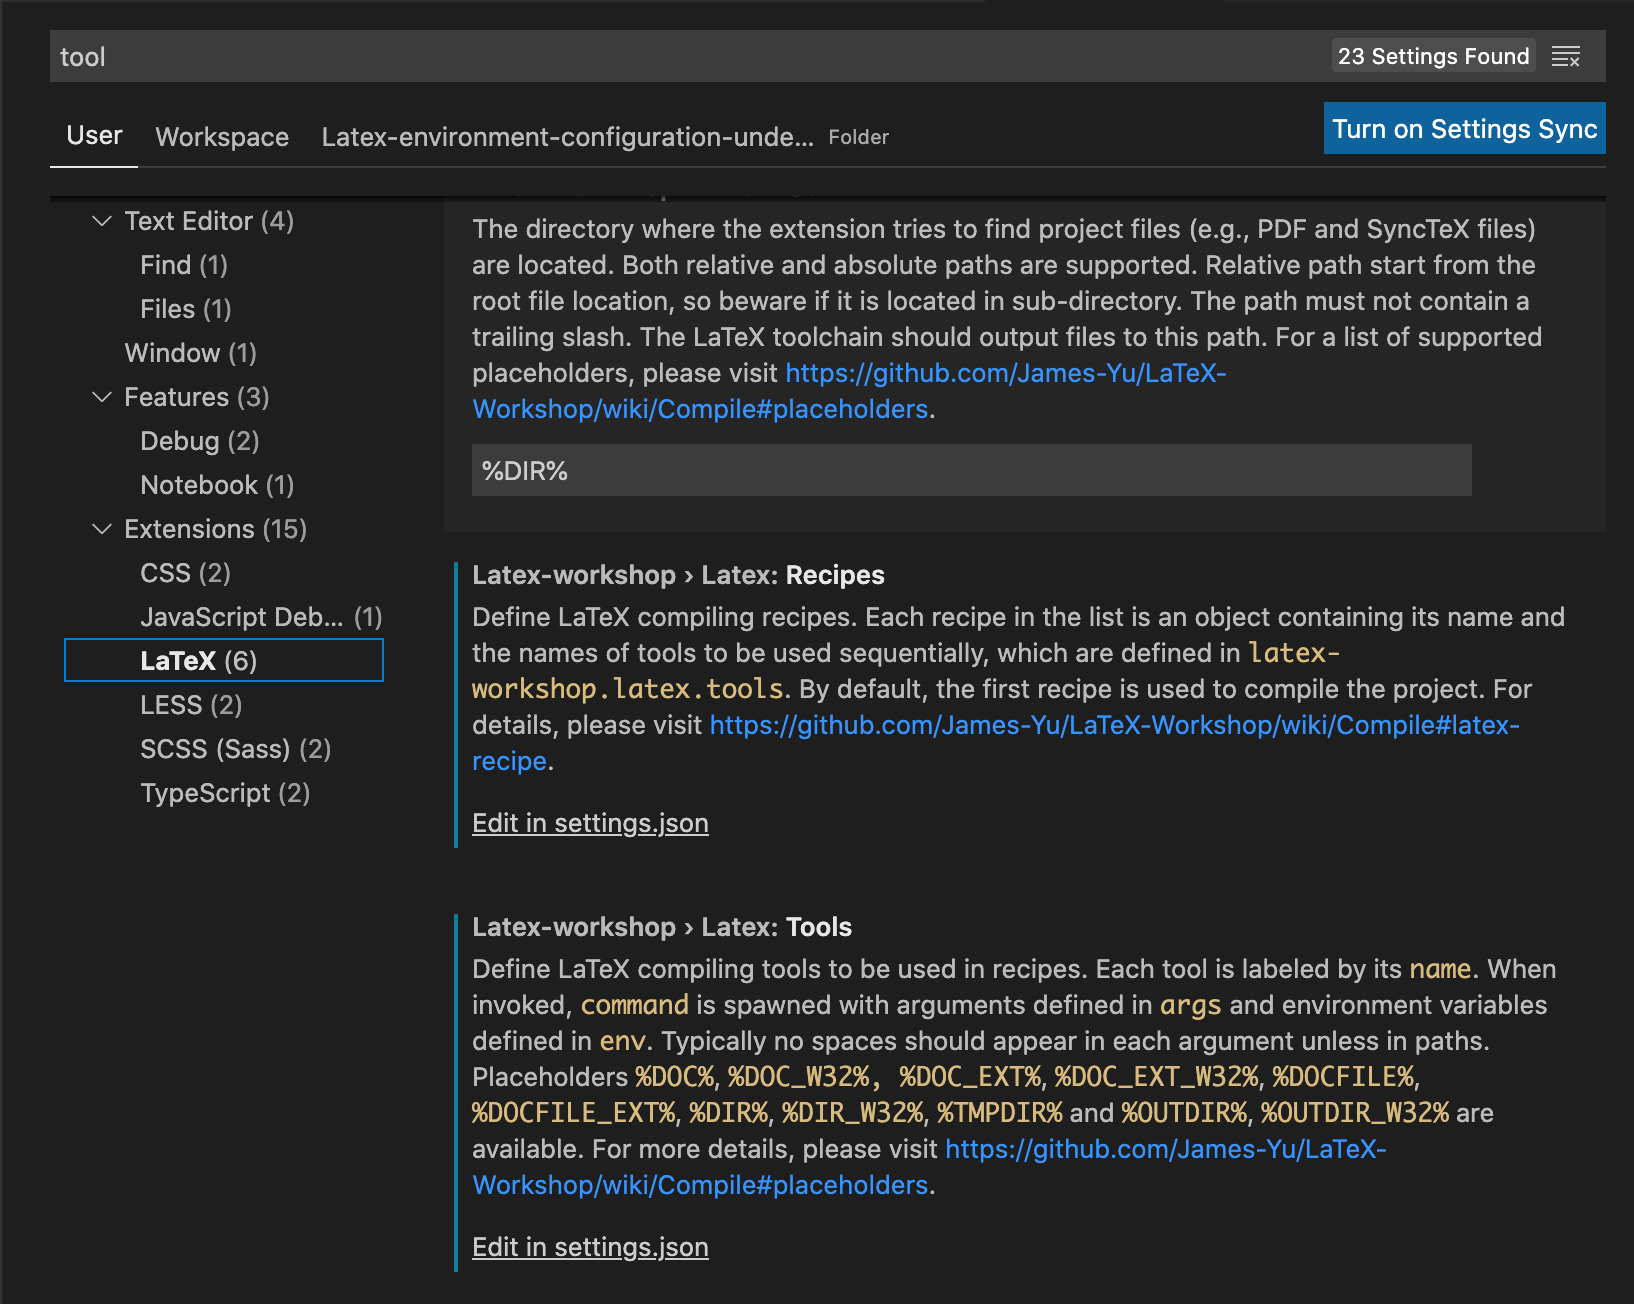 tool
23 Settings Found
User
Workspace
Latex-environment-configuration-unde... Folder
Turn on Settings Sync
Text Editor (4)
Find (1)
Files (1)
Window (1)
Features (3)
Debug (2)
Notebook (1)
Extensions (15)
CSS (2)
JavaScript Deb... (1)
LaTeX (6)
LESS (2)
SCSS (Sass) (2)
TypeScript (2)
The directory where the extension tries to find project files (e.g., PDF and SyncTeX files)
are located. Both relative and absolute paths are supported. Relative path start from the
root file location, so beware if it is located in sub-directory. The path must not contain a
trailing slash. The LaTeX toolchain should output files to this path. For a list of supported
placeholders, please visit https://github.com/James-Yu/LaTeX-
Workshop/wiki/Compile#placeholders.
%DIR%
Latex-workshop › Latex: Recipes
Define LaTeX compiling recipes. Each recipe in the list is an object containing its name and
the names of tools to be used sequentially, which are defined in latex-
workshop.latex.tools. By default, the first recipe is used to compile the project. For
details, please visit https://github.com/James-Yu/LaTeX-Workshop/wiki/Compile#latex-
recipe.
Edit in settings.json
Latex-workshop › Latex: Tools
Define LaTeX compiling tools to be used in recipes. Each tool is labeled by its name. When
invoked, command is spawned with arguments defined in args and environment variables
defined in env. Typically no spaces should appear in each argument unless in paths.
Placeholders %DOC%, %DOC_W32%, %DOC_EXT%, %DOC_EXT_W32%, %DOCFILE%,
%DOCFILE_EXT%, %DIR%, %DIR_W32%, %TMPDIR% and %OUTDIR%, %OUTDIR_W32% are
available. For more details, please visit https://github.com/James-Yu/LaTeX-
Workshop/wiki/Compile#placeholders.
Edit in settings.json